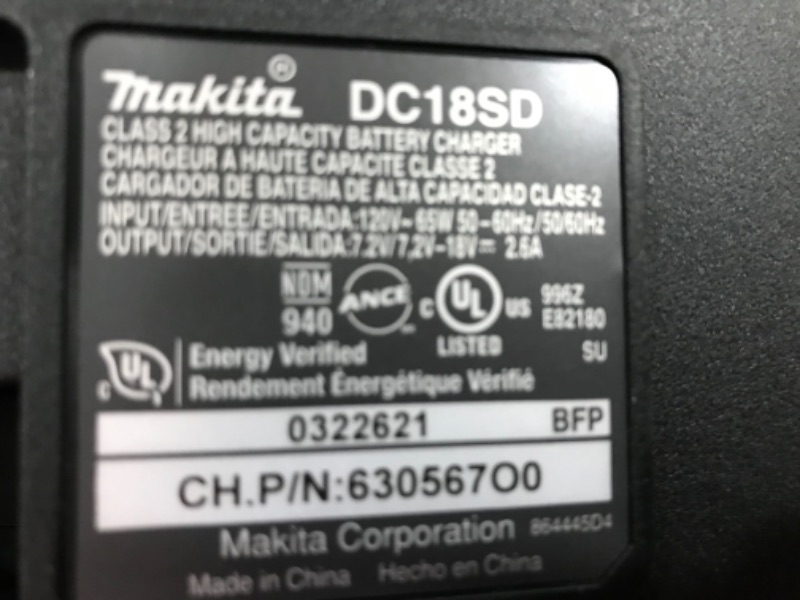 makita® DC18SD
CLASS 2 HIGH CAPACITY BATTERY CHARGER
CHARGEUR A HAUTE CAPACITE CLASSE 2
CARGADOR DE BATERIA DE ALTA CAPACIDAD CLASE-2
INPUT/ENTREE/ENTRADA:120V~ 65W 50-60Hz/50/60Hz
OUTPUT/SORTIE/SALIDA:7.2V/7,2V-18V⎓ 2.6A
NOM ANCE C UL US 996Z
940 LISTED E82180
SU
C UL Energy Verified
Rendement Énergétique Vérifié
0322621 BFP
CH.P/N:630567O0
Makita Corporation 864445D4
Made in China Hecho en China